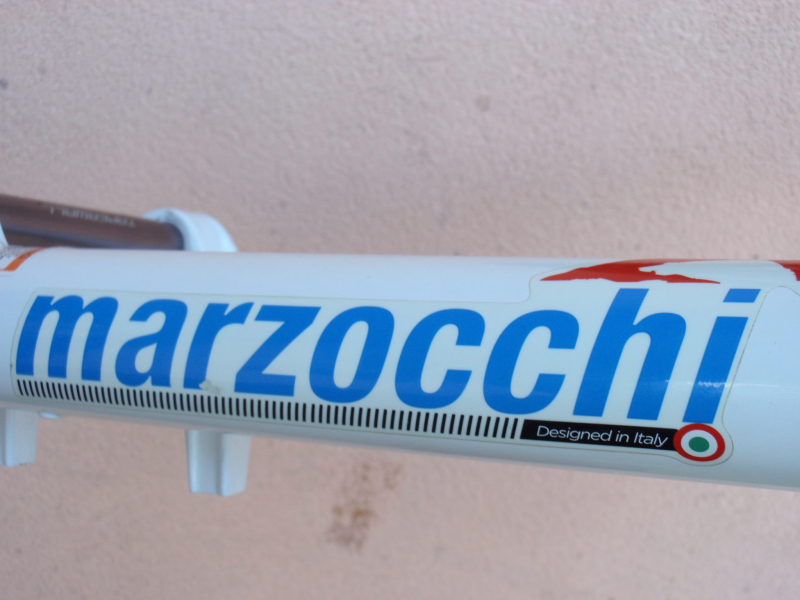 marzocchi
Designed in Italy